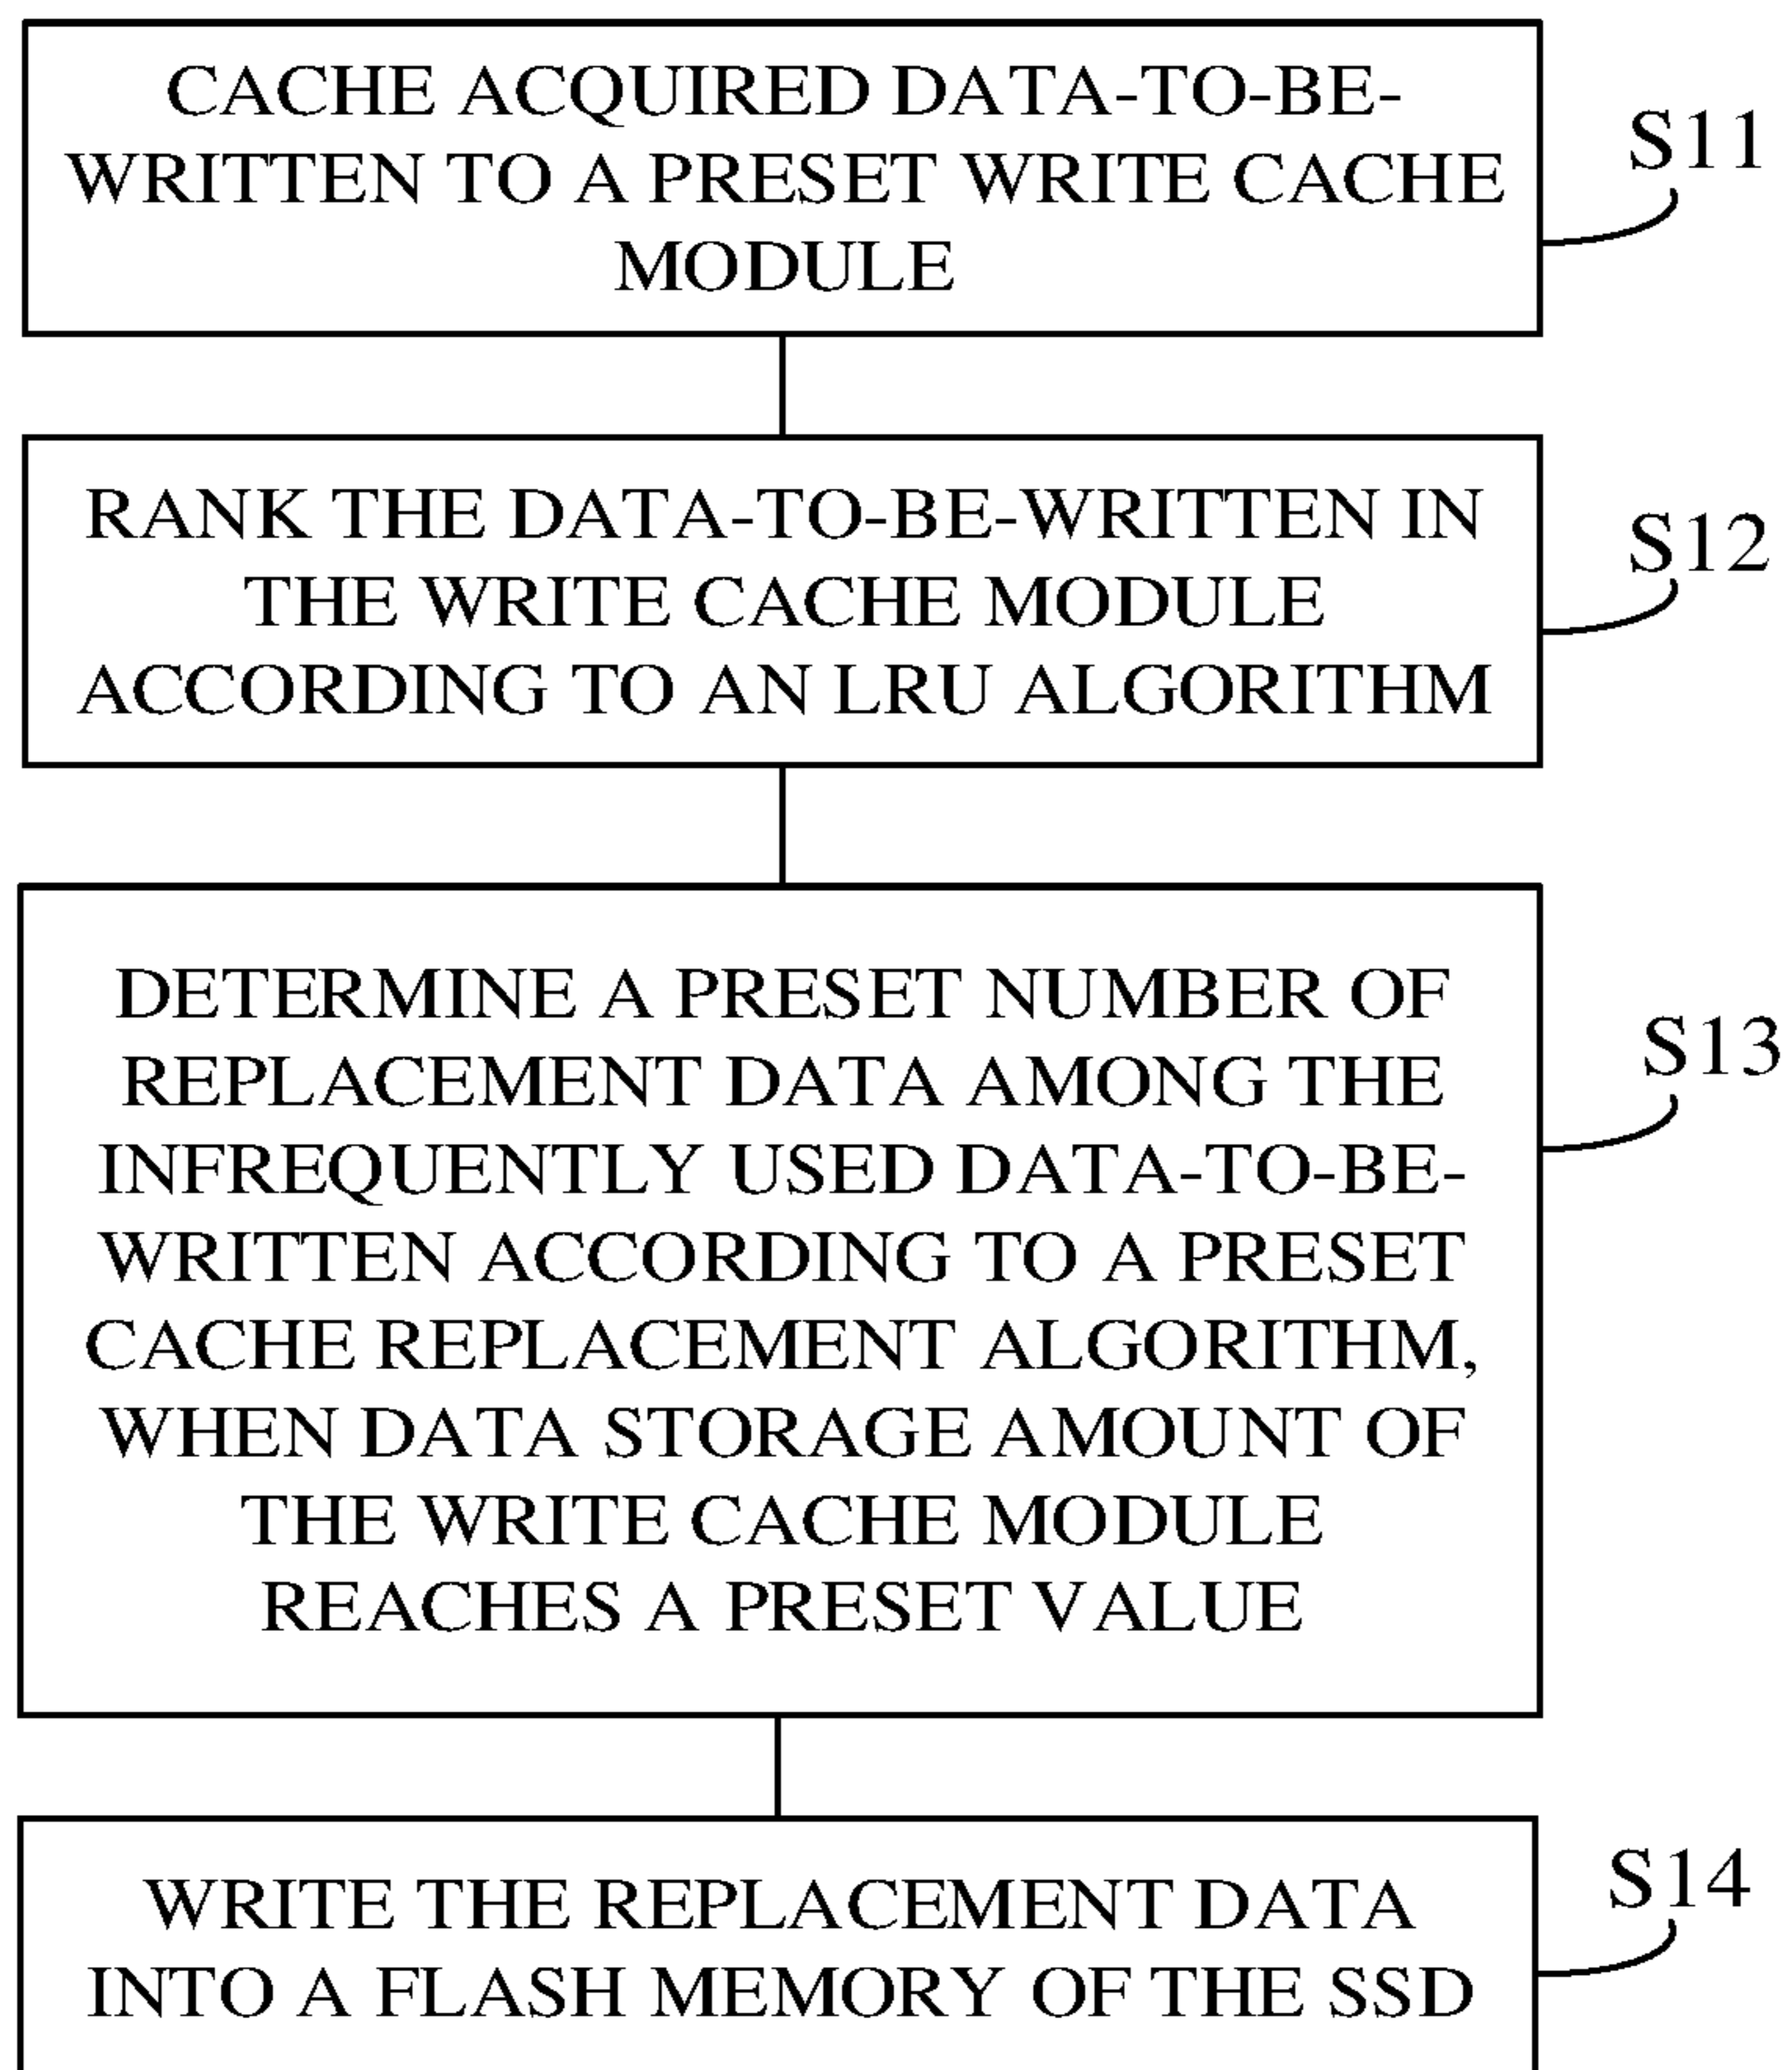 CACHE ACQUIRED DATA-TO-BE-
WRITTEN TO A PRESET WRITE CACHE
MODULE
S11
RANK THE DATA-TO-BE-WRITTEN IN
THE WRITE CACHE MODULE
ACCORDING TO AN LRU ALGORITHM
S12
DETERMINE A PRESET NUMBER OF
REPLACEMENT DATA AMONG THE
INFREQUENTLY USED DATA-TO-BE-
WRITTEN ACCORDING TO A PRESET
CACHE REPLACEMENT ALGORITHM,
WHEN DATA STORAGE AMOUNT OF
THE WRITE CACHE MODULE
REACHES A PRESET VALUE
S13
WRITE THE REPLACEMENT DATA
INTO A FLASH MEMORY OF THE SSD
S14